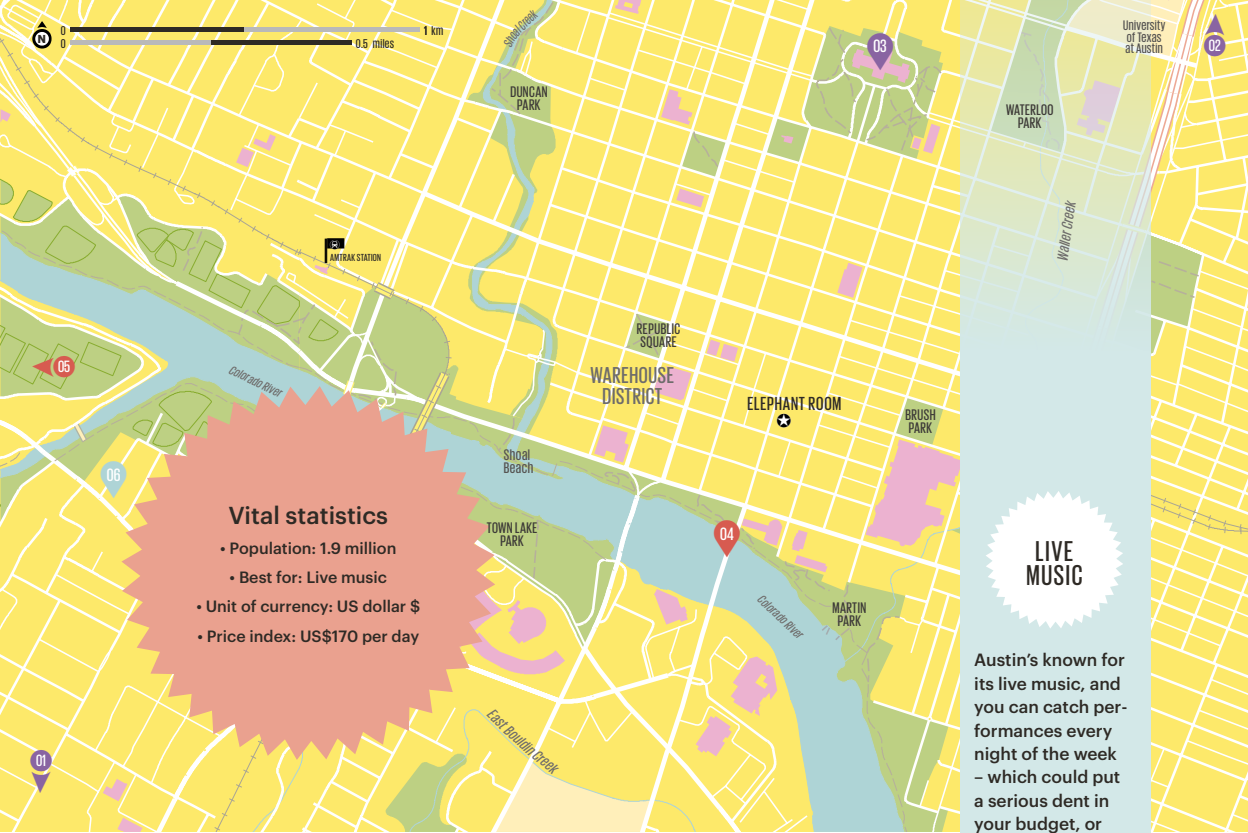 0
1 km
N
0
0.5 miles
Shoal Creek
University
of Texas
at Austin
02
03
DUNCAN
PARK
WATERLOO
PARK
Waller Creek
AMTRAK STATION
REPUBLIC
SQUARE
05
Colorado River
WAREHOUSE
DISTRICT
ELEPHANT ROOM
BRUSH
PARK
06
Shoal
Beach
TOWN LAKE
PARK
04
Vital statistics
• Population: 1.9 million
• Best for: Live music
• Unit of currency: US dollar $
• Price index: US$170 per day
Colorado River
MARTIN
PARK
East Bouldin Creek
01
LIVE
MUSIC
Austin’s known for
its live music, and
you can catch per-
formances every
night of the week
– which could put
a serious dent in
your budget, or